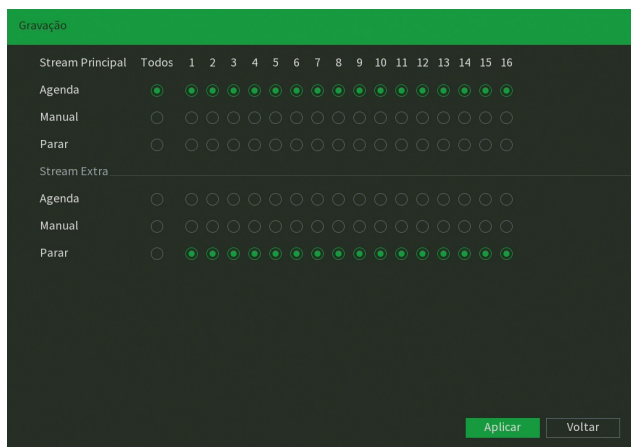 Gravação
Stream Principal Todos 1 2 3 4 5 6 7 8 9 10 11 12 13 14 15 16
Agenda
Manual
Parar
Stream Extra
Agenda
Manual
Parar
Aplicar Voltar